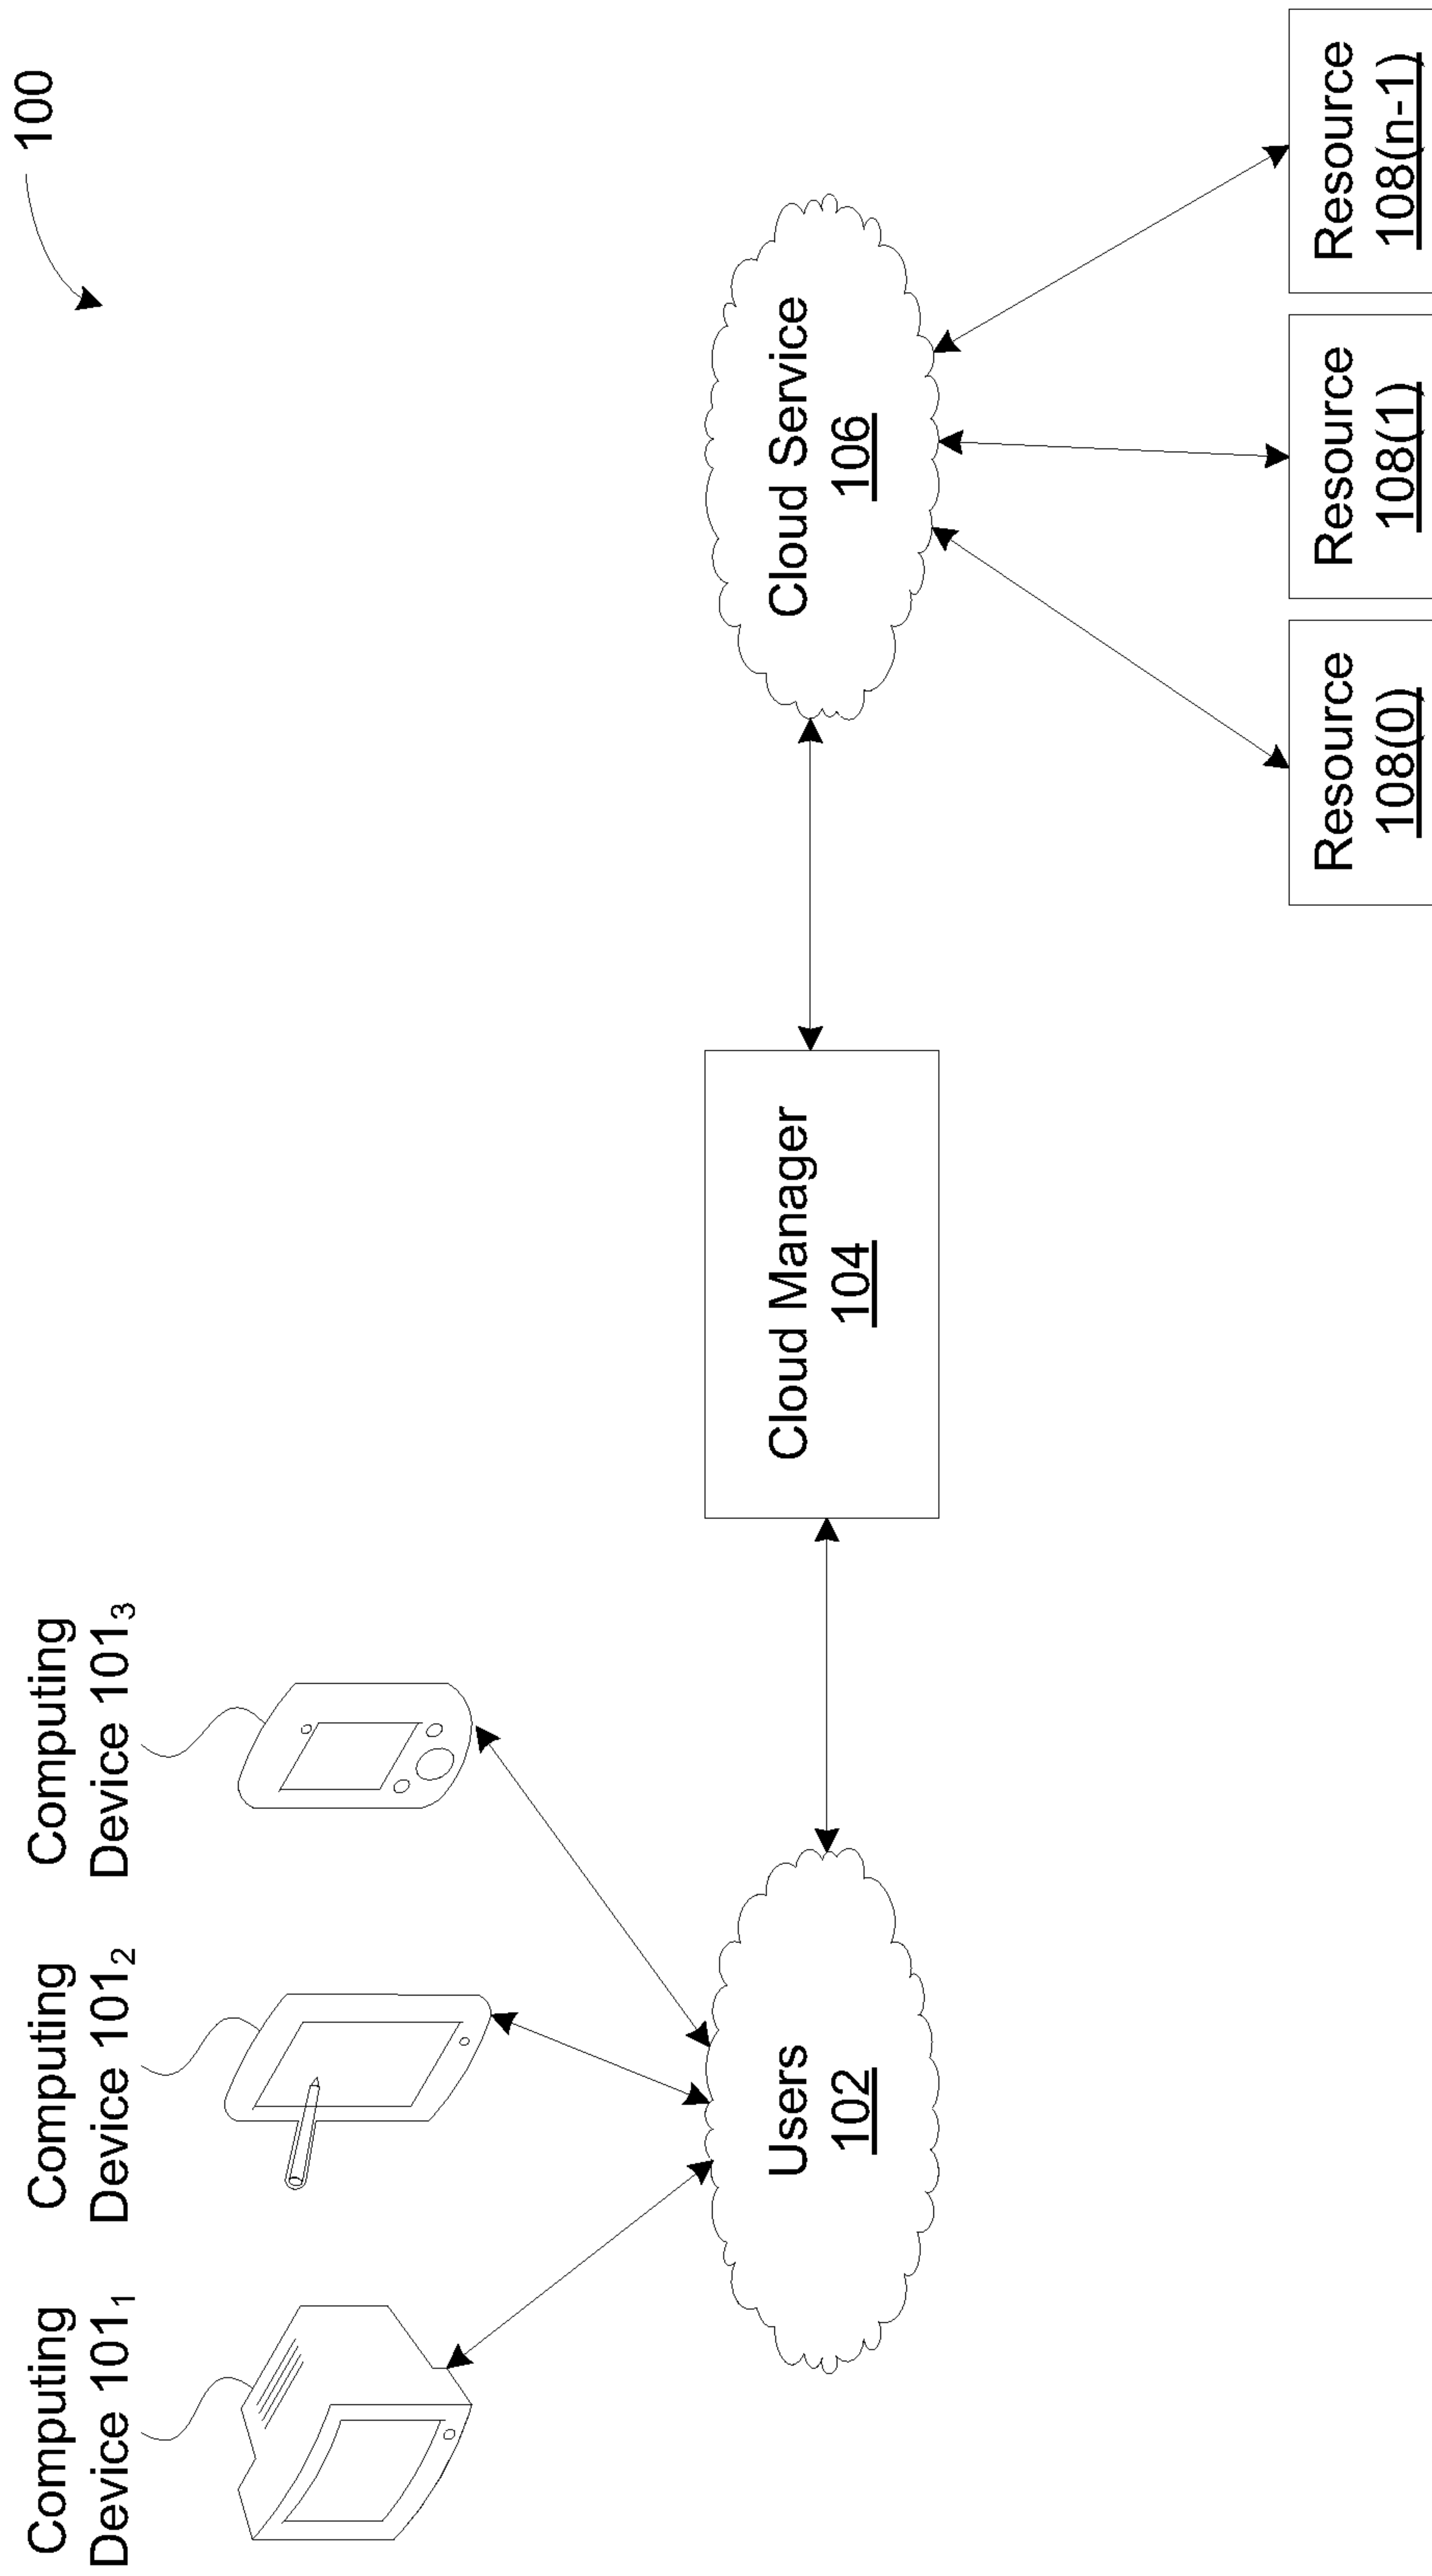 100
Computing
Device 101₁
Computing
Device 101₂
Computing
Device 101₃
Users
102
Cloud Manager
104
Cloud Service
106
Resource
108(0)
Resource
108(1)
Resource
108(n-1)